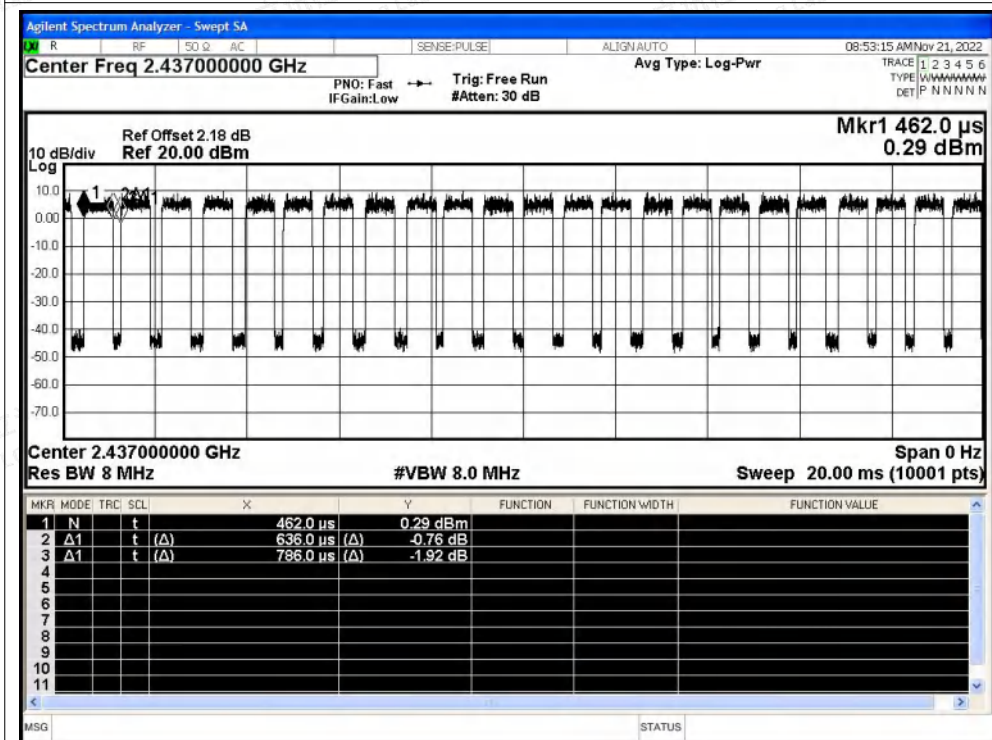 Agilent Spectrum Analyzer - Swept SA
LXI R RF 50 Ω AC SENSE:PULSE ALIGN AUTO 08:53:15 AM Nov 21, 2022
Center Freq 2.437000000 GHz
Avg Type: Log-Pwr
TRACE 1 2 3 4 5 6
TYPE WWWWWW
DET P N N N N N
PNO: Fast
IFGain:Low
Trig: Free Run
#Atten: 30 dB
Mkr1 462.0 µs
0.29 dBm
Ref Offset 2.18 dB
10 dB/div Ref 20.00 dBm
Log
10.0
0.00
-10.0
-20.0
-30.0
-40.0
-50.0
-60.0
-70.0
1
Center 2.437000000 GHz Span 0 Hz
Res BW 8 MHz #VBW 8.0 MHz Sweep 20.00 ms (10001 pts)
MKR MODE TRC SCL X Y FUNCTION FUNCTION WIDTH FUNCTION VALUE
1 N t 462.0 µs 0.29 dBm
2 Δ1 t (Δ) 636.0 µs (Δ) -0.76 dB
3 Δ1 t (Δ) 786.0 µs (Δ) -1.92 dB
4
5
6
7
8
9
10
11
MSG STATUS